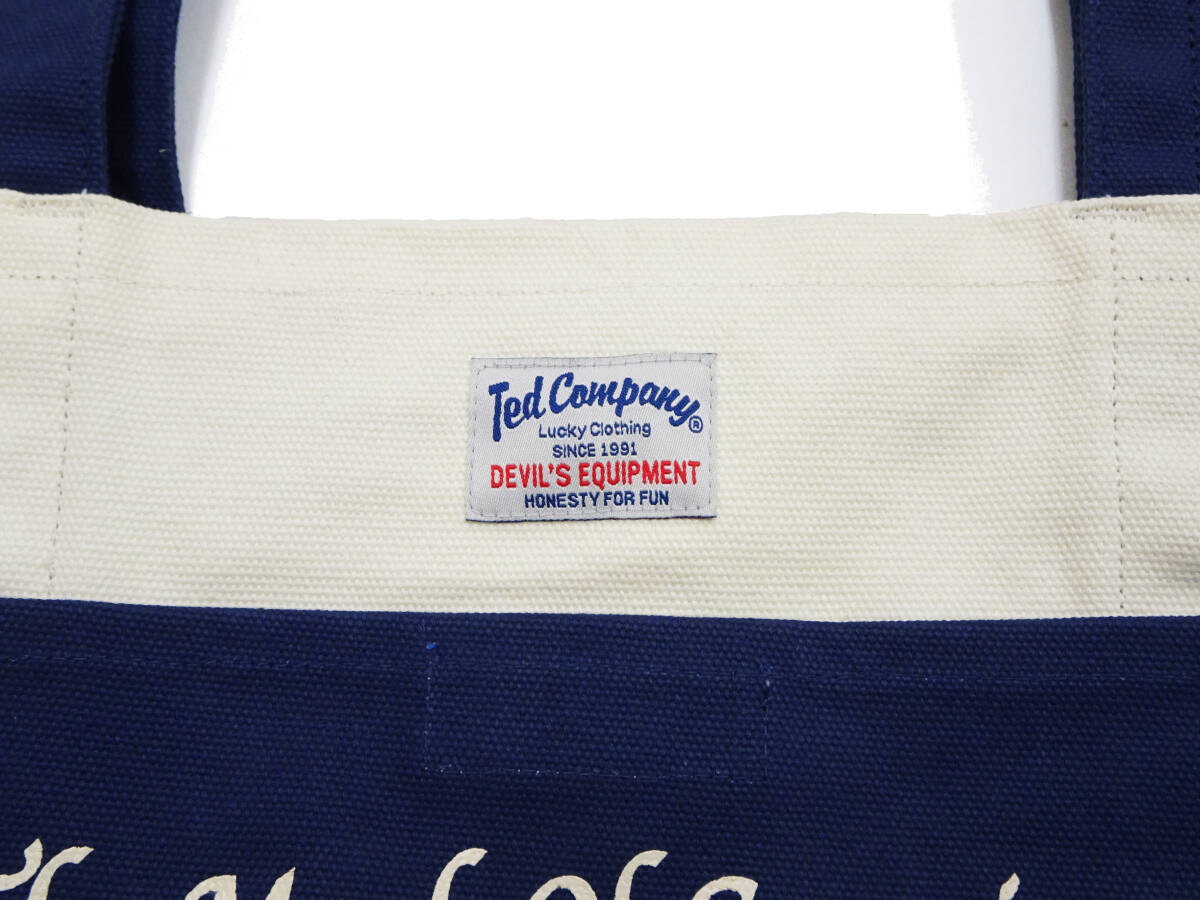 Ted Company®
Lucky Clothing
SINCE 1991
DEVIL'S EQUIPMENT
HONESTY FOR FUN